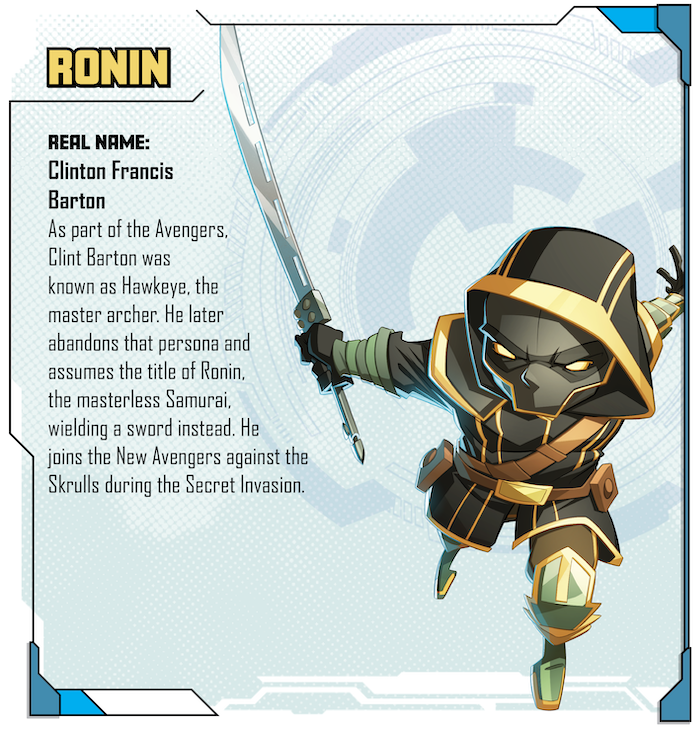 RONIN
REAL NAME:
Clinton Francis
Barton
As part of the Avengers,
Clint Barton was
known as Hawkeye, the
master archer. He later
abandons that persona and
assumes the title of Ronin,
the masterless Samurai,
wielding a sword instead. He
joins the New Avengers against the
Skrulls during the Secret Invasion.